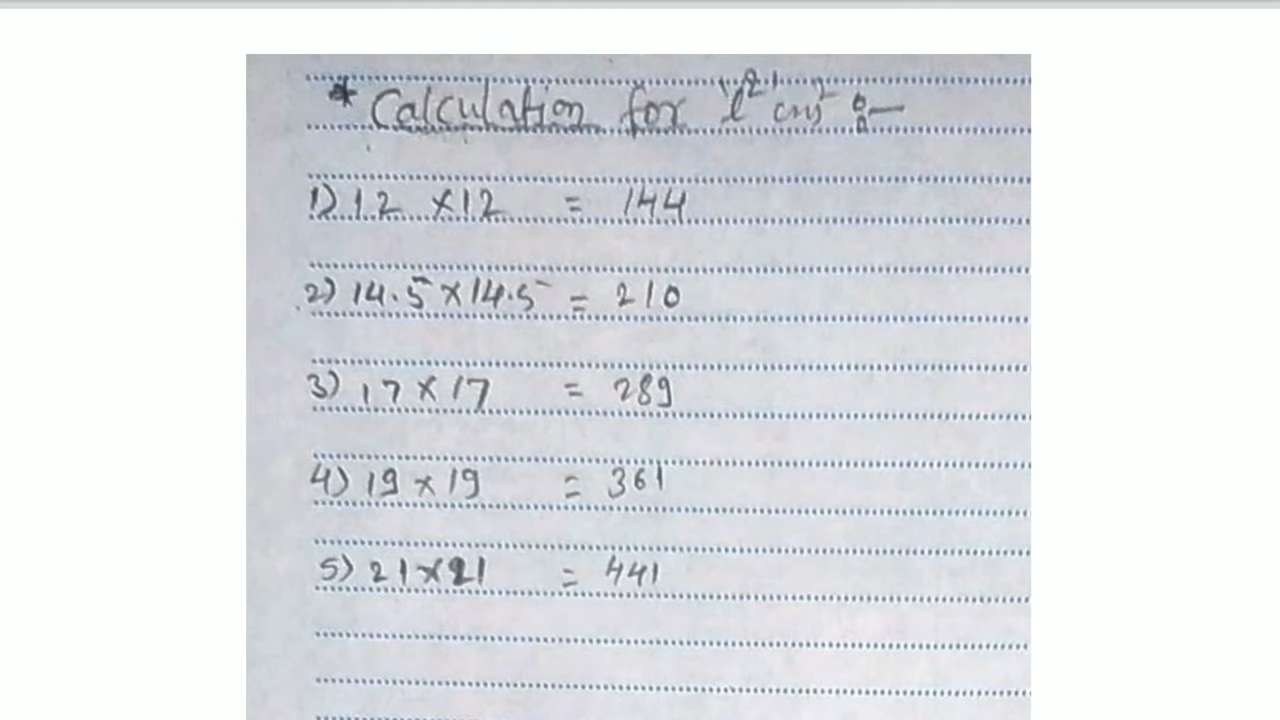 * Calculation for 'l²' cm² :-
1) 12 × 12 = 144
2) 14.5 × 14.5 = 210
3) 17 × 17 = 289
4) 19 × 19 = 361
5) 21 × 21 = 441